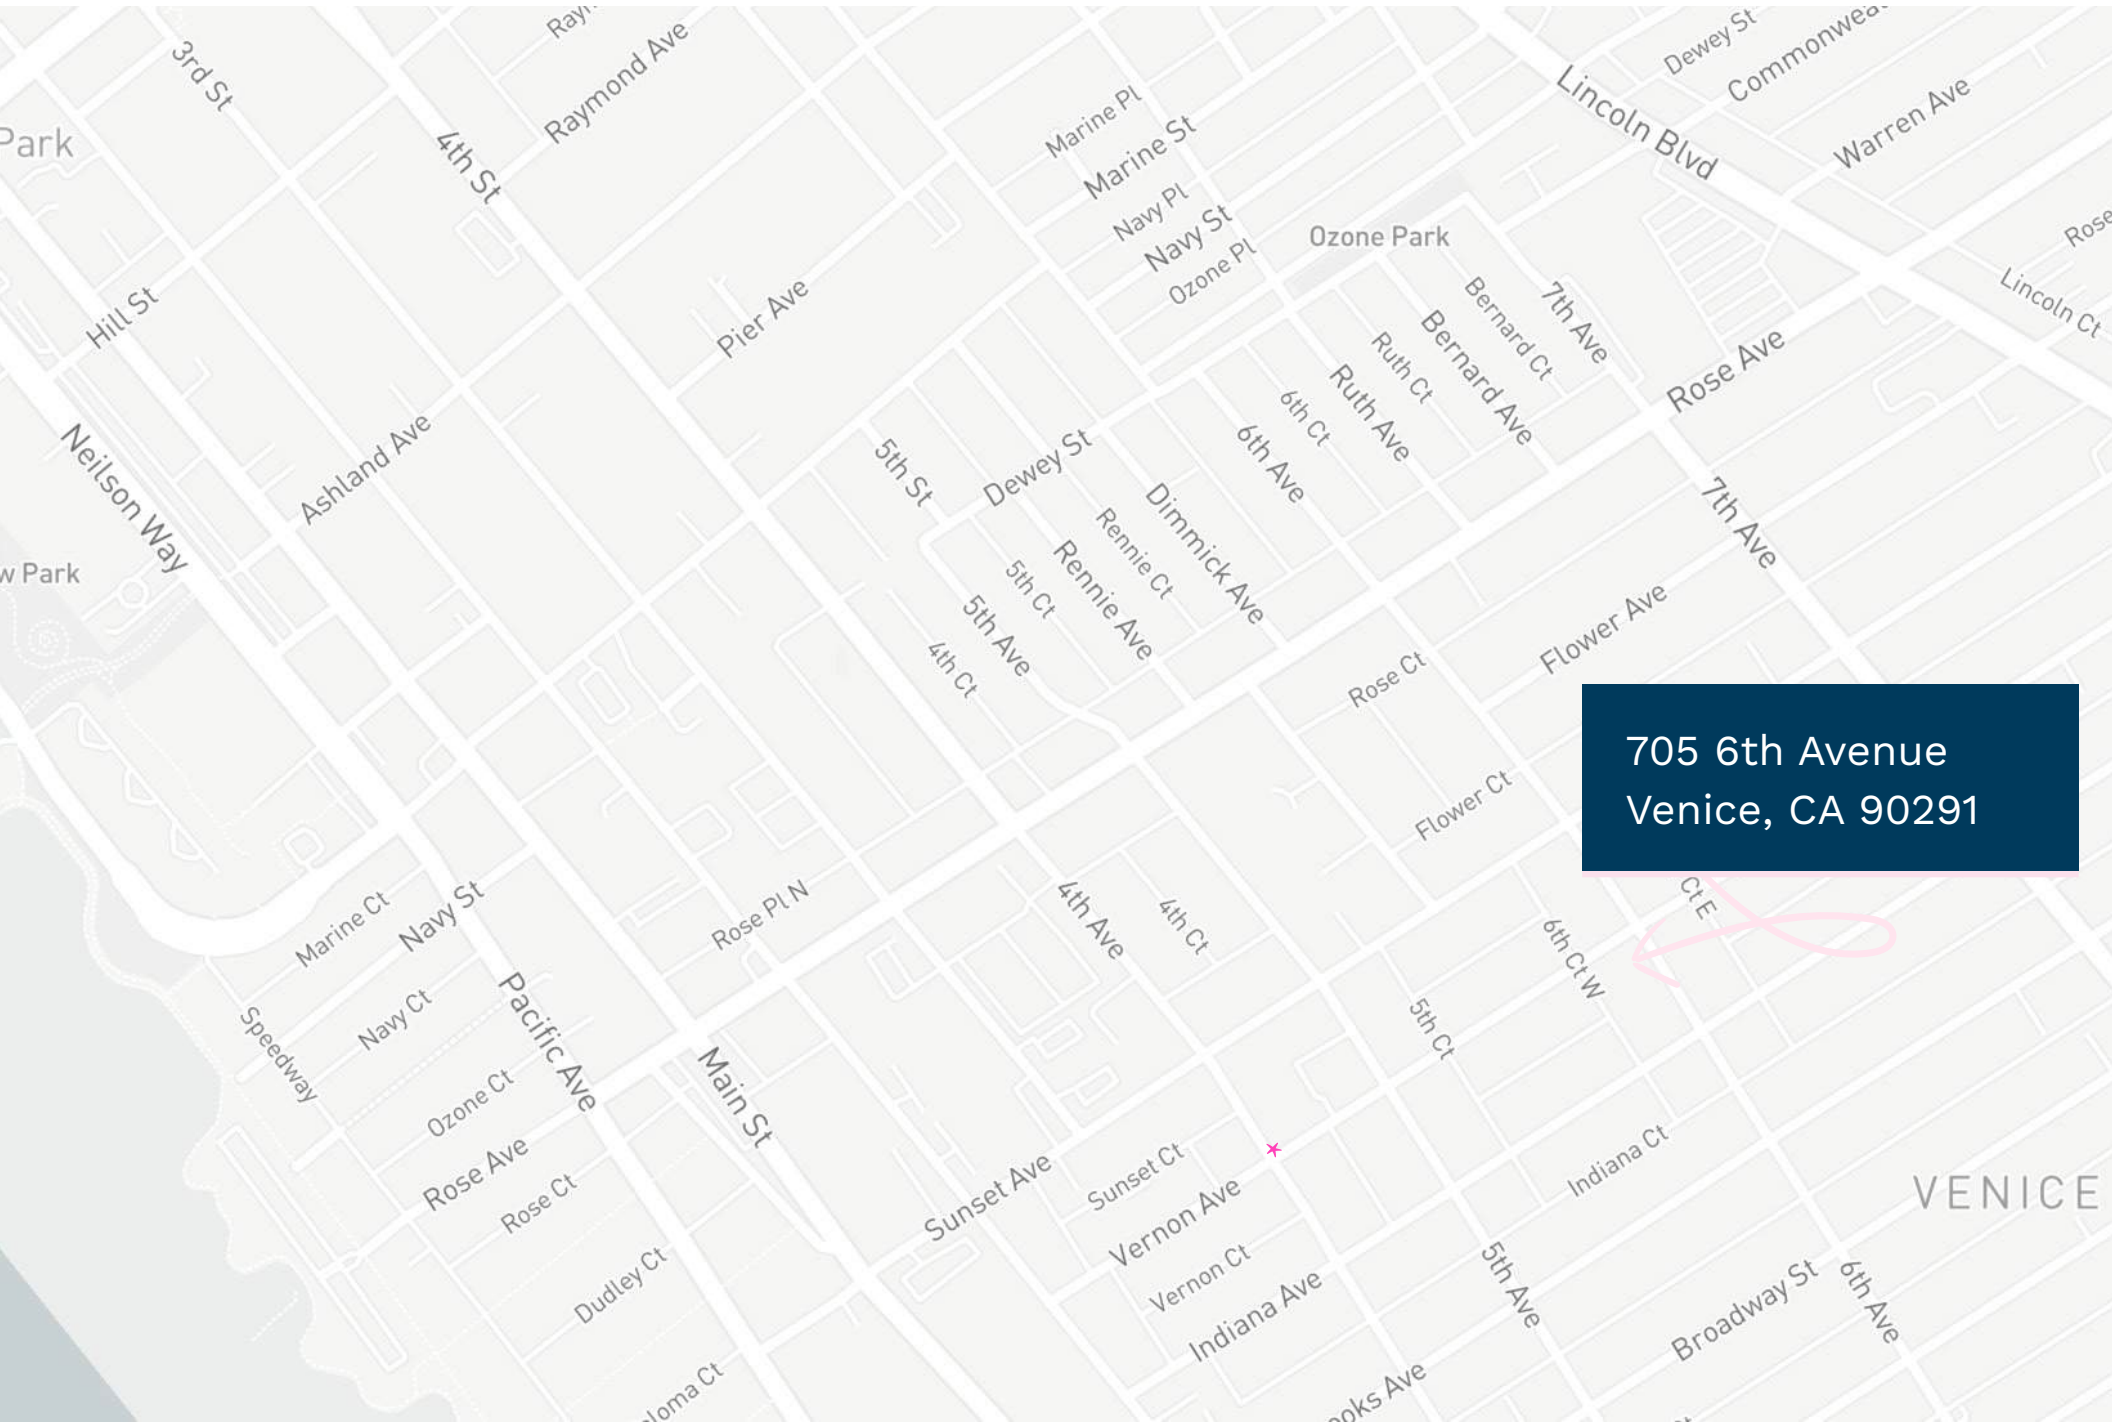 Raymond Ave
3rd St
4th St
Dewey St
Lincoln Blvd
Warren Ave
Park
Marine Pl
Marine St
Navy Pl
Navy St
Ozone Pl
Ozone Park
Hill St
Pier Ave
Bernard Ct
7th Ave
Lincoln Ct
Rose
Ruth Ct
Bernard Ave
Rose Ave
6th Ct
Ruth Ave
Ashland Ave
Neilson Way
5th St
Dewey St
6th Ave
Dimmick Ave
Rennie Ct
7th Ave
w Park
5th Ct
Rennie Ave
5th Ave
4th Ct
Flower Ave
Rose Ct
705 6th Avenue
Venice, CA 90291
Flower Ct
Ct E
Marine Ct
Navy St
Rose Pl N
4th Ave
4th Ct
6th Ct W
Navy Ct
Pacific Ave
Speedway
5th Ct
Ozone Ct
Main St
Rose Ave
Rose Ct
Sunset Ave
Sunset Ct
Vernon Ave
Indiana Ct
VENICE
Dudley Ct
Vernon Ct
Indiana Ave
5th Ave
Broadway St
6th Ave
loma Ct
ooks Ave